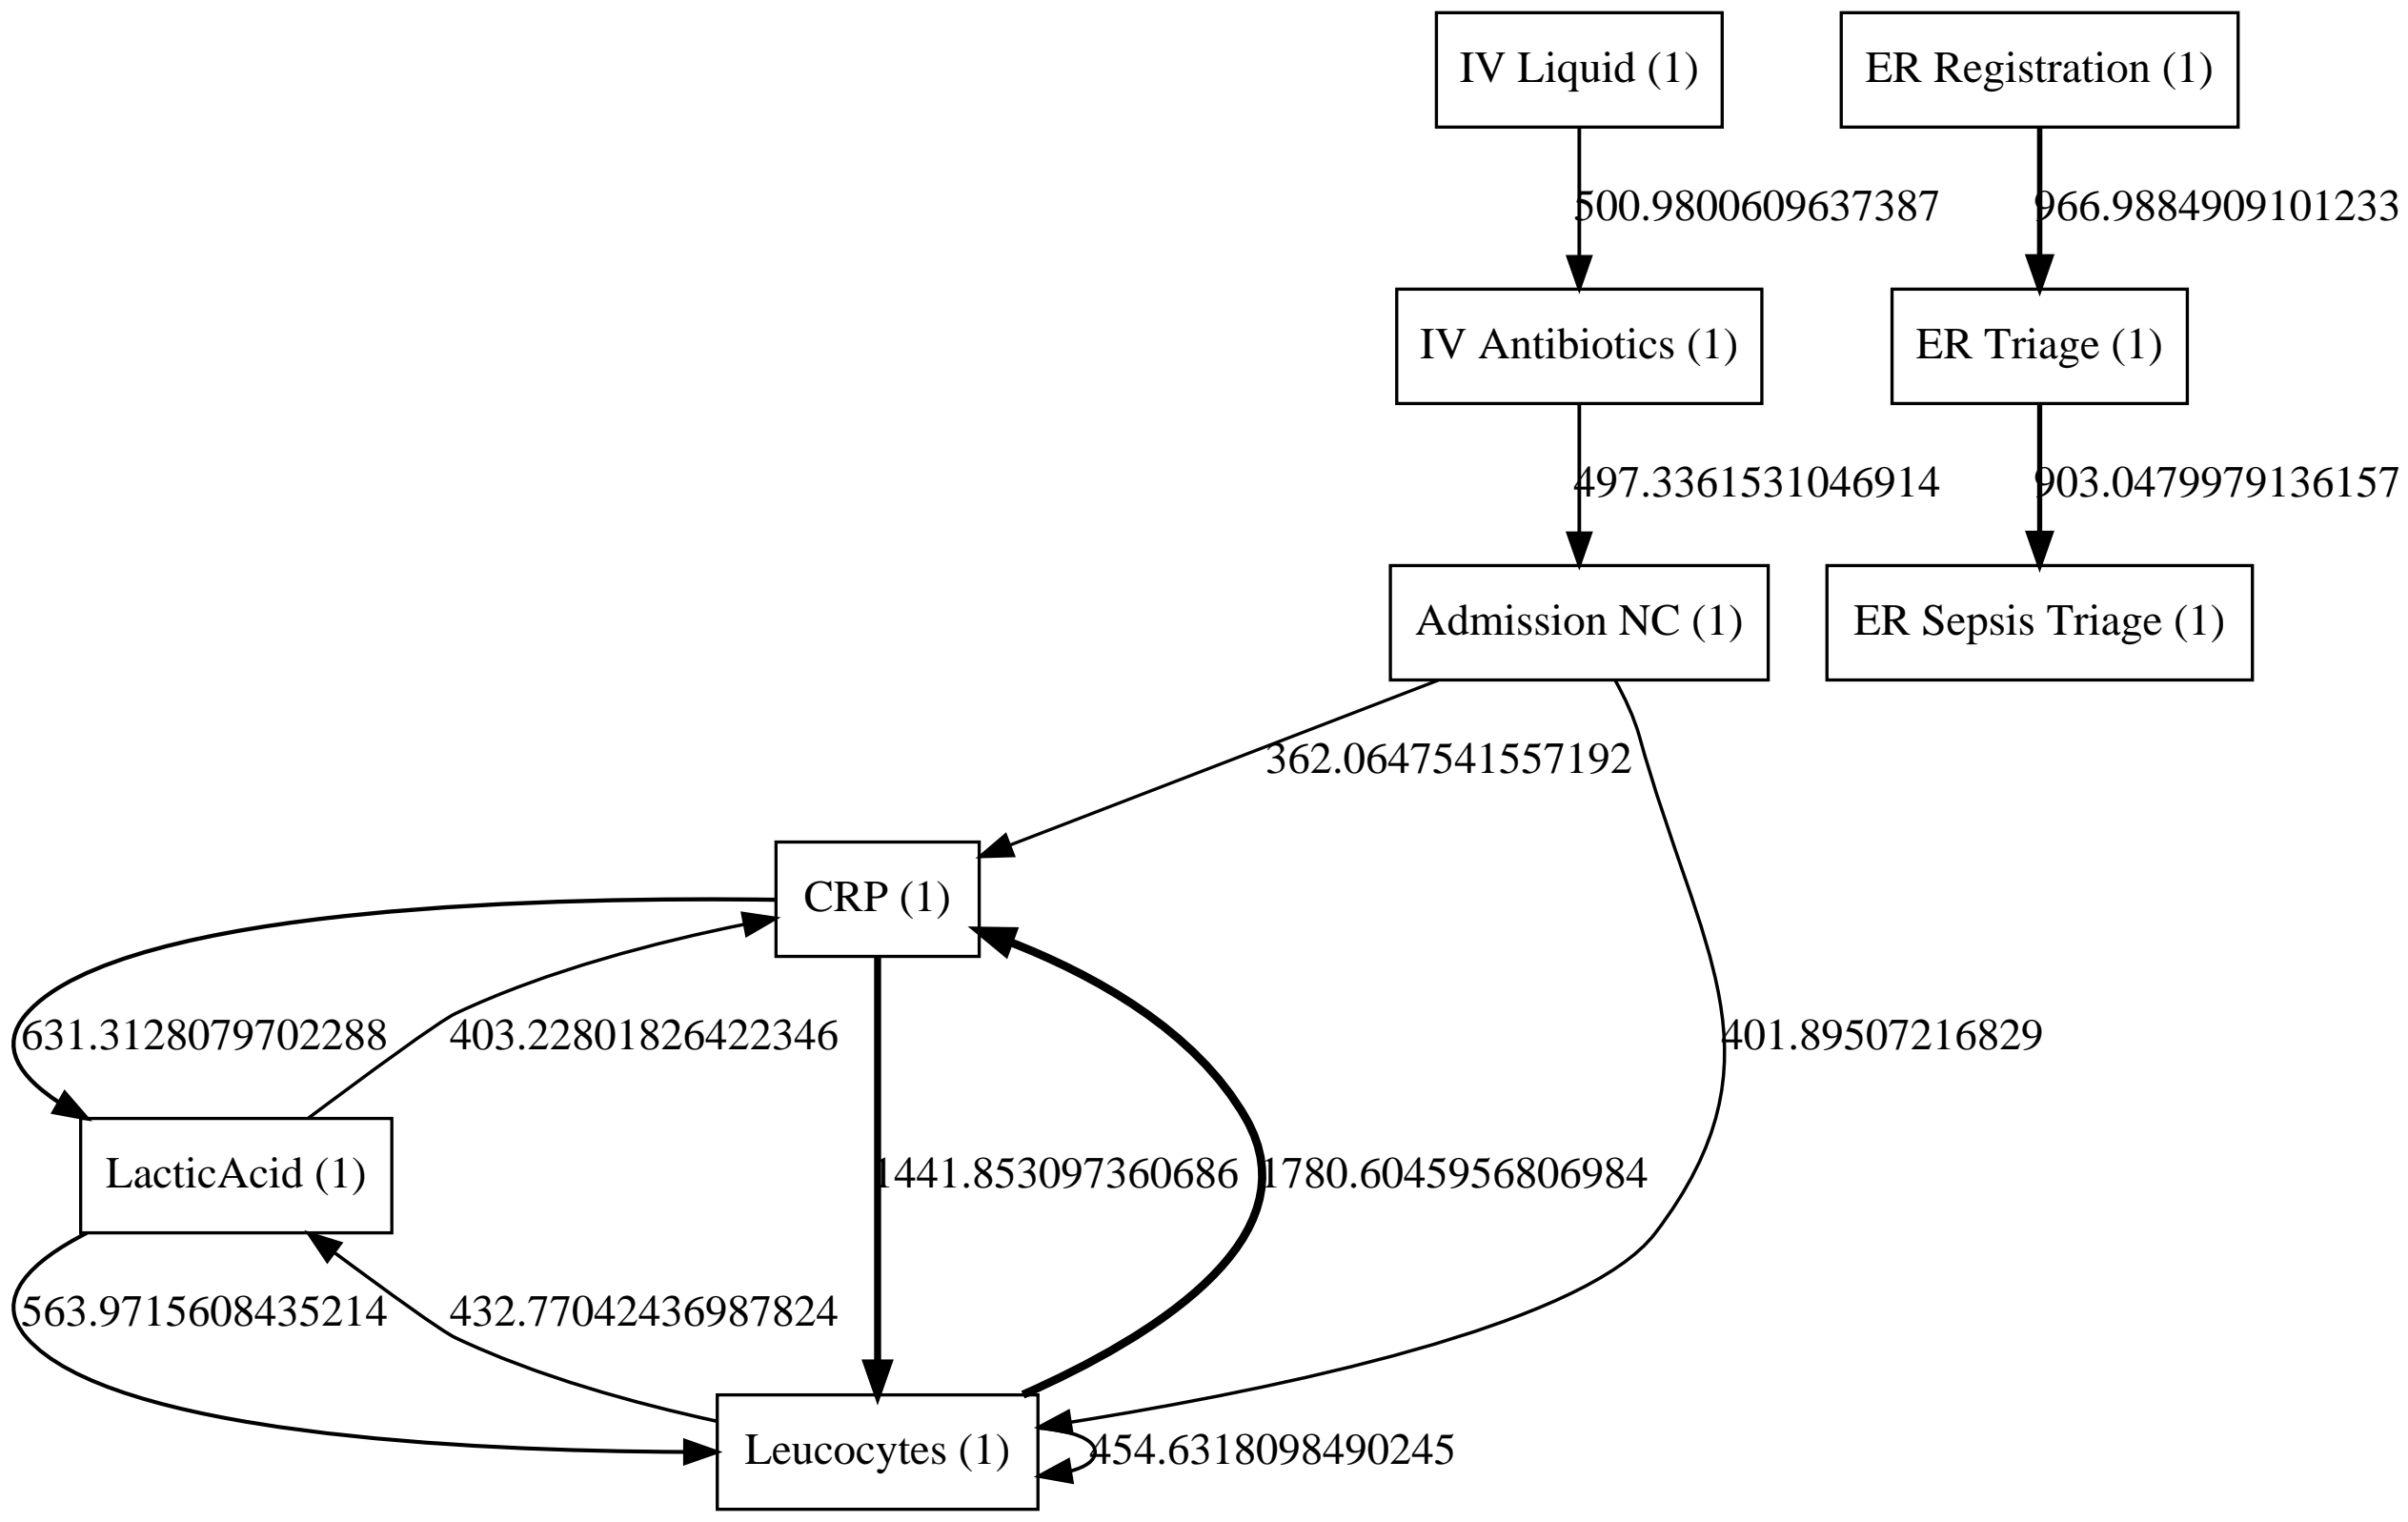 IV Liquid (1)
ER Registration (1)
500.9800609637387
966.9884909101233
IV Antibiotics (1)
ER Triage (1)
497.3361531046914
903.0479979136157
Admission NC (1)
ER Sepsis Triage (1)
362.0647541557192
CRP (1)
631.3128079702288
403.22801826422346
401.89507216829
LacticAcid (1)
1441.853097360686
1780.6045956806984
563.9715608435214
432.77042436987824
Leucocytes (1)
454.6318098490245